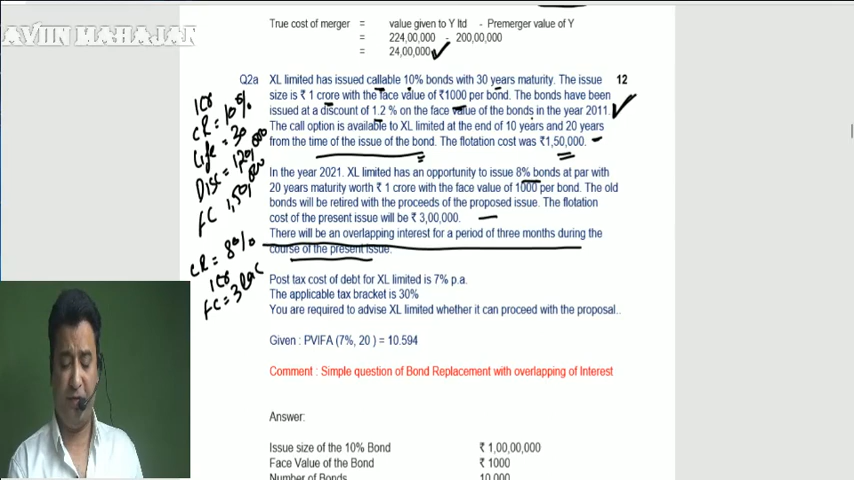 True cost of merger = value given to Y ltd - Premerger value of Y
= 224,00,000 - 200,00,000
= 24,00,000
AVIIN MAHAJAN
Q2a XL limited has issued callable 10% bonds with 30 years maturity. The issue 12
size is ₹ 1 crore with the face value of ₹1000 per bond. The bonds have been
issued at a discount of 1.2 % on the face value of the bonds in the year 2011.
The call option is available to XL limited at the end of 10 years and 20 years
from the time of the issue of the bond. The flotation cost was ₹1,50,000.
1cr
CR = 10%
Life = 30
Disc = 120,000
FC 1,50,000
In the year 2021. XL limited has an opportunity to issue 8% bonds at par with
20 years maturity worth ₹ 1 crore with the face value of 1000 per bond. The old
bonds will be retired with the proceeds of the proposed issue. The flotation
cost of the present issue will be ₹ 3,00,000.
There will be an overlapping interest for a period of three months during the
course of the present issue.
CR = 8%
1cr
FC = 3 lac
Post tax cost of debt for XL limited is 7% p.a.
The applicable tax bracket is 30%
You are required to advise XL limited whether it can proceed with the proposal..
Given : PVIFA (7%, 20 ) = 10.594
Comment : Simple question of Bond Replacement with overlapping of Interest
Answer:
Issue size of the 10% Bond ₹ 1,00,00,000
Face Value of the Bond ₹ 1000
Number of Bonds 10,000